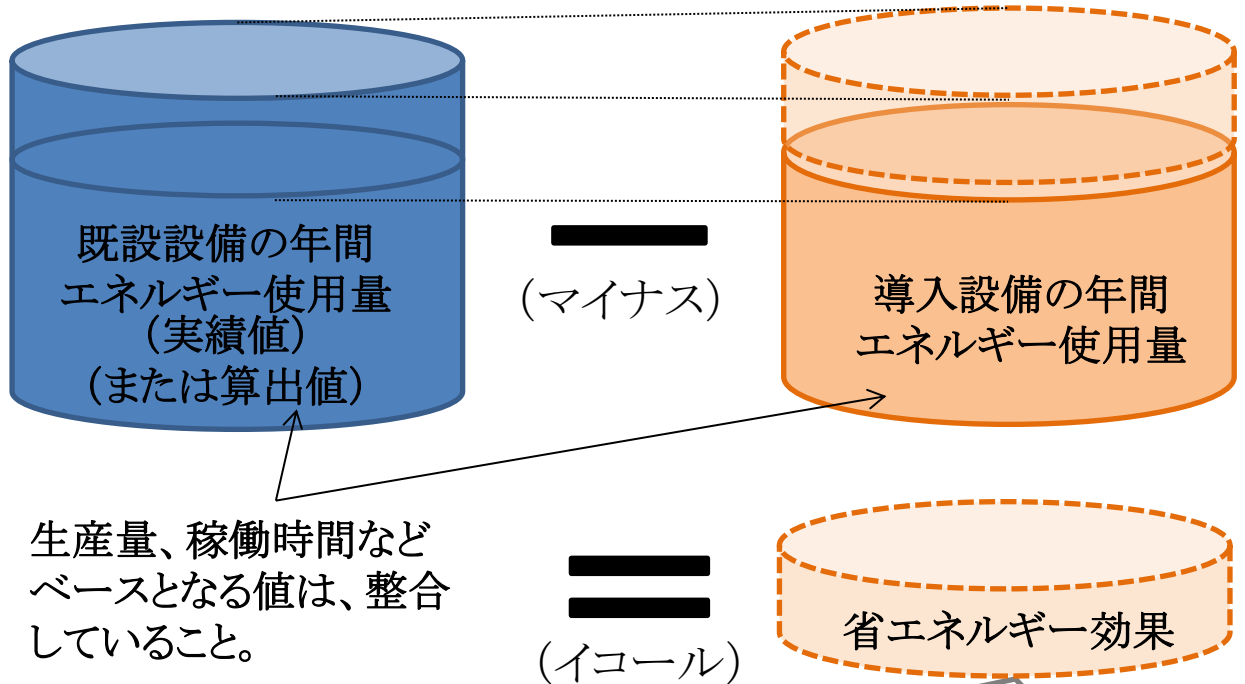 既設設備の年間
エネルギー使用量
（実績値）
（または算出値）
（マイナス）
導入設備の年間
エネルギー使用量
生産量、稼働時間など
ベースとなる値は、整合
していること。
（イコール）
省エネルギー効果